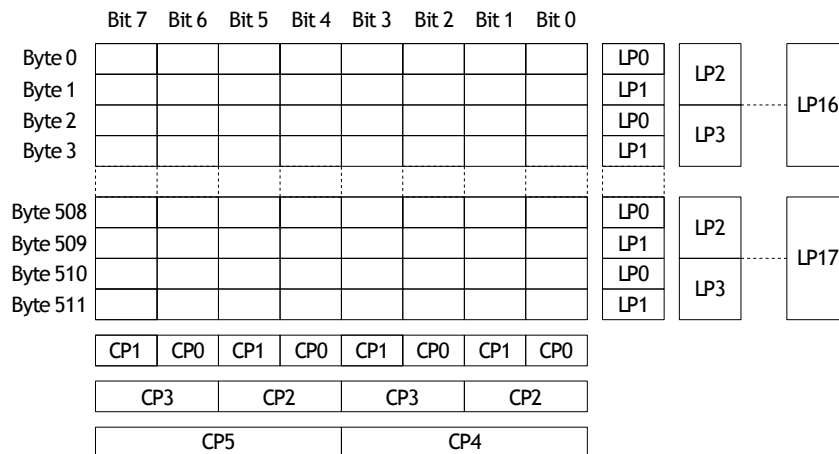 Bit 7 Bit 6 Bit 5 Bit 4 Bit 3 Bit 2 Bit 1 Bit 0
Byte 0 LP0
LP2
Byte 1 LP1
LP16
Byte 2 LP0
LP3
Byte 3 LP1
Byte 508 LP0
LP2
Byte 509 LP1
LP17
Byte 510 LP0
LP3
Byte 511 LP1
CP1 CP0 CP1 CP0 CP1 CP0 CP1 CP0
CP3 CP2 CP3 CP2
CP5 CP4